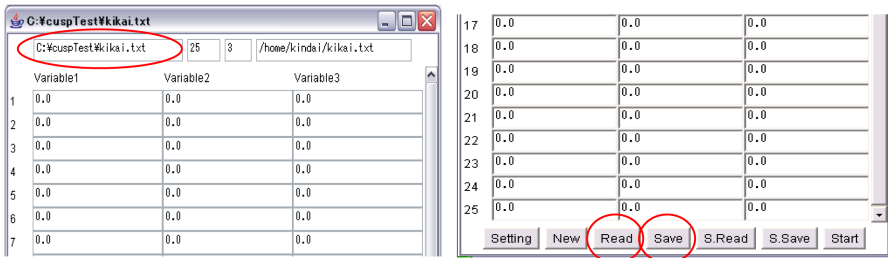 C:¥cuspTest¥kikai.txt
C:¥cuspTest¥kikai.txt 25 3 /home/kindai/kikai.txt
Variable1 Variable2 Variable3
1 0.0 0.0 0.0
2 0.0 0.0 0.0
3 0.0 0.0 0.0
4 0.0 0.0 0.0
5 0.0 0.0 0.0
6 0.0 0.0 0.0
7 0.0 0.0 0.0
17 0.0 0.0 0.0
18 0.0 0.0 0.0
19 0.0 0.0 0.0
20 0.0 0.0 0.0
21 0.0 0.0 0.0
22 0.0 0.0 0.0
23 0.0 0.0 0.0
24 0.0 0.0 0.0
25 0.0 0.0 0.0
Setting New Read Save S.Read S.Save Start